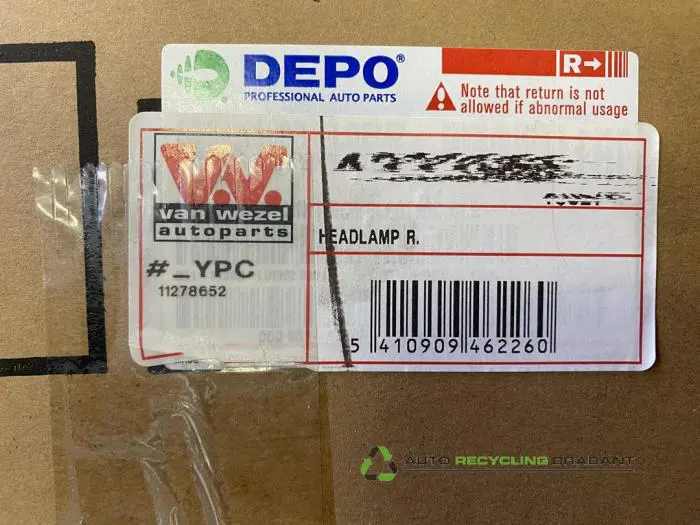 DEPO®
PROFESSIONAL AUTO PARTS
R→
Note that return is not
allowed if abnormal usage
V.V.
van wezel
autoparts
#_YPC
11278652
HEADLAMP R.
5 410909 462260
AUTO RECYCLING BRABANT